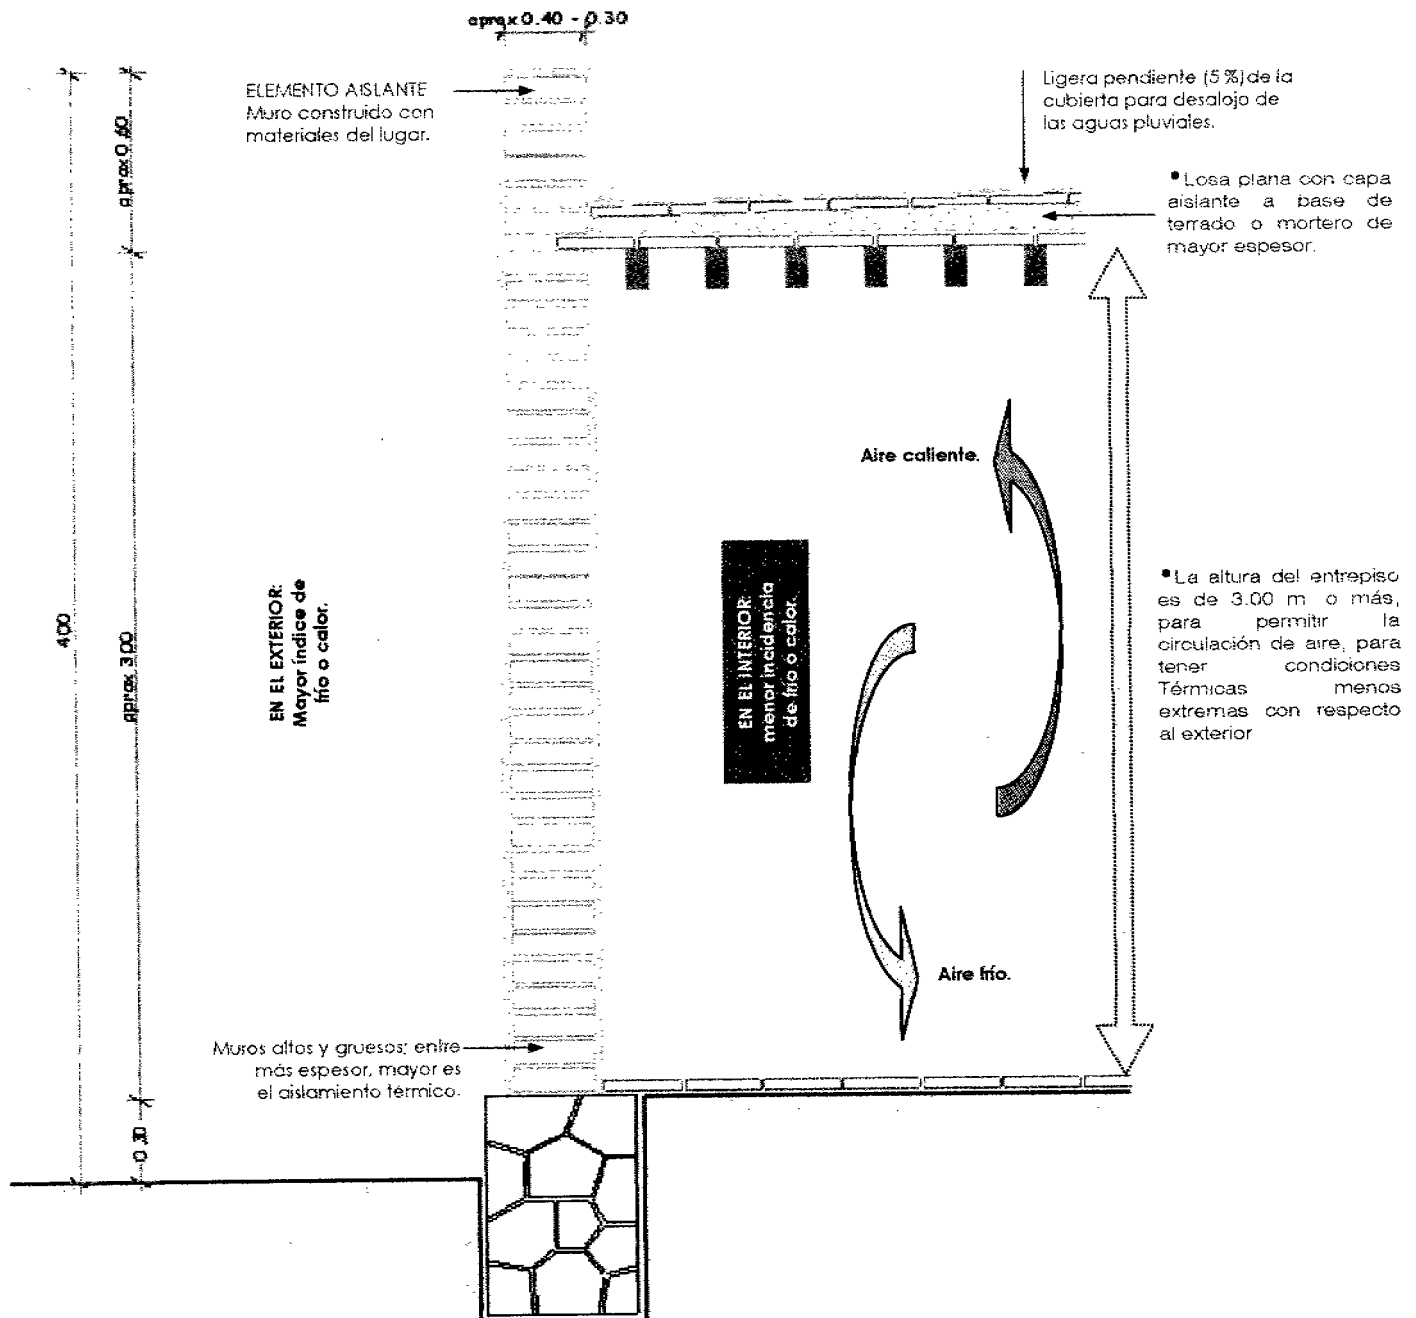 aprox 0.40 - 0.30
ELEMENTO AISLANTE
Muro construido con
materiales del lugar.
Ligera pendiente (5 %) de la
cubierta para desalojo de
las aguas pluviales.
Losa plana con capa
aislante a base de
terrado o mortero de
mayor espesor.
aprox 0.60
400
aprox 3.00
0.30
EN EL EXTERIOR:
Mayor índice de
frío o calor.
EN EL INTERIOR:
menor incidencia
de frío o calor.
Aire caliente.
La altura del entrepiso
es de 3.00 m o más,
para permitir la
circulación de aire, para
tener condiciones
Térmicas menos
extremas con respecto
al exterior
Aire frío.
Muros altos y gruesos; entre
más espesor, mayor es
el aislamiento térmico.